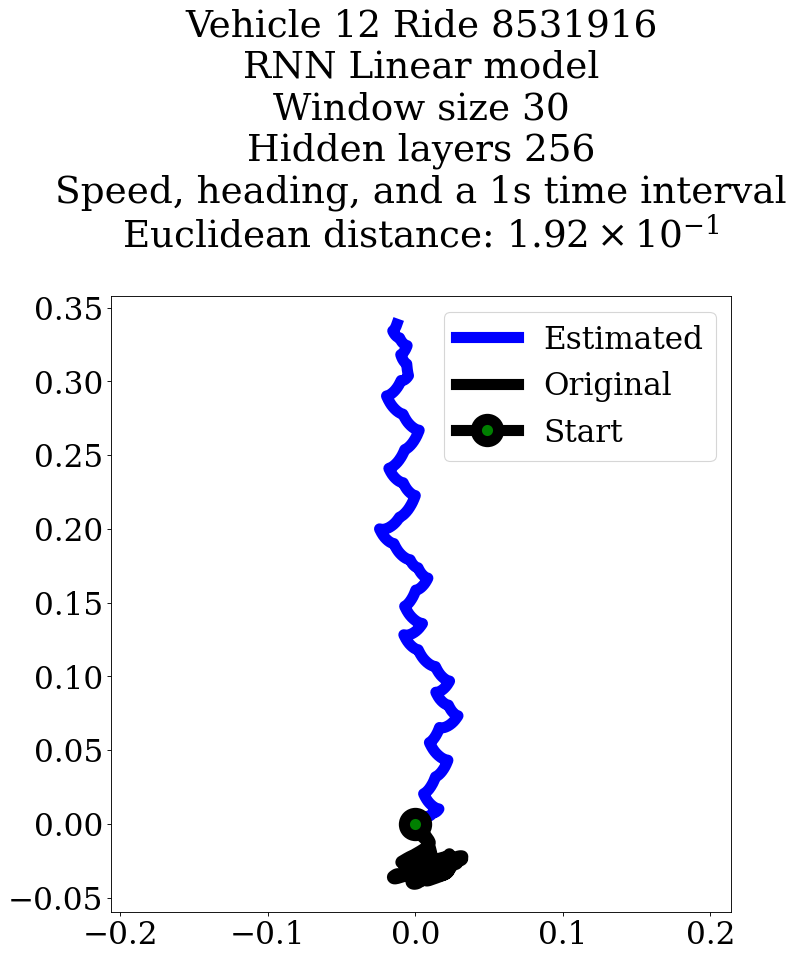 Vehicle 12 Ride 8531916
RNN Linear model
Window size 30
Hidden layers 256
Speed, heading, and a 1s time interval
Euclidean distance: 1.92 × 10⁻¹
0.35
0.30
0.25
0.20
0.15
0.10
0.05
0.00
−0.05
Estimated
Original
Start
−0.2
−0.1
0.0
0.1
0.2